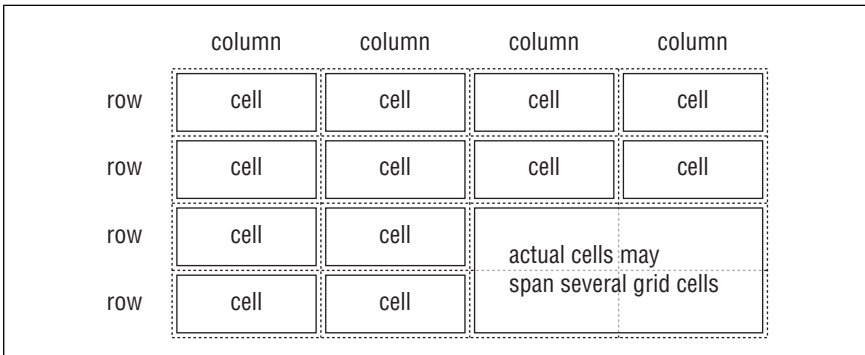 column column column column
row cell cell cell cell
row cell cell cell cell
row cell cell
actual cells may
span several grid cells
row cell cell